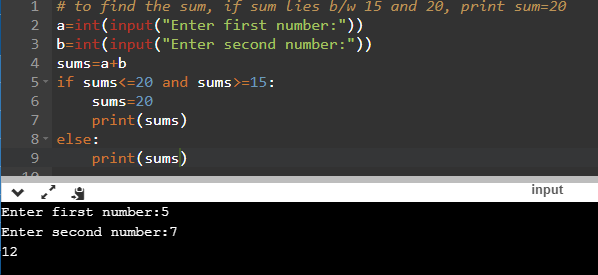 1 # to find the sum, if sum lies b/w 15 and 20, print sum=20
2 a=int(input("Enter first number:"))
3 b=int(input("Enter second number:"))
4 sums=a+b
5 if sums<=20 and sums>=15:
6 sums=20
7 print(sums)
8 else:
9 print(sums)
10
input
Enter first number:5
Enter second number:7
12